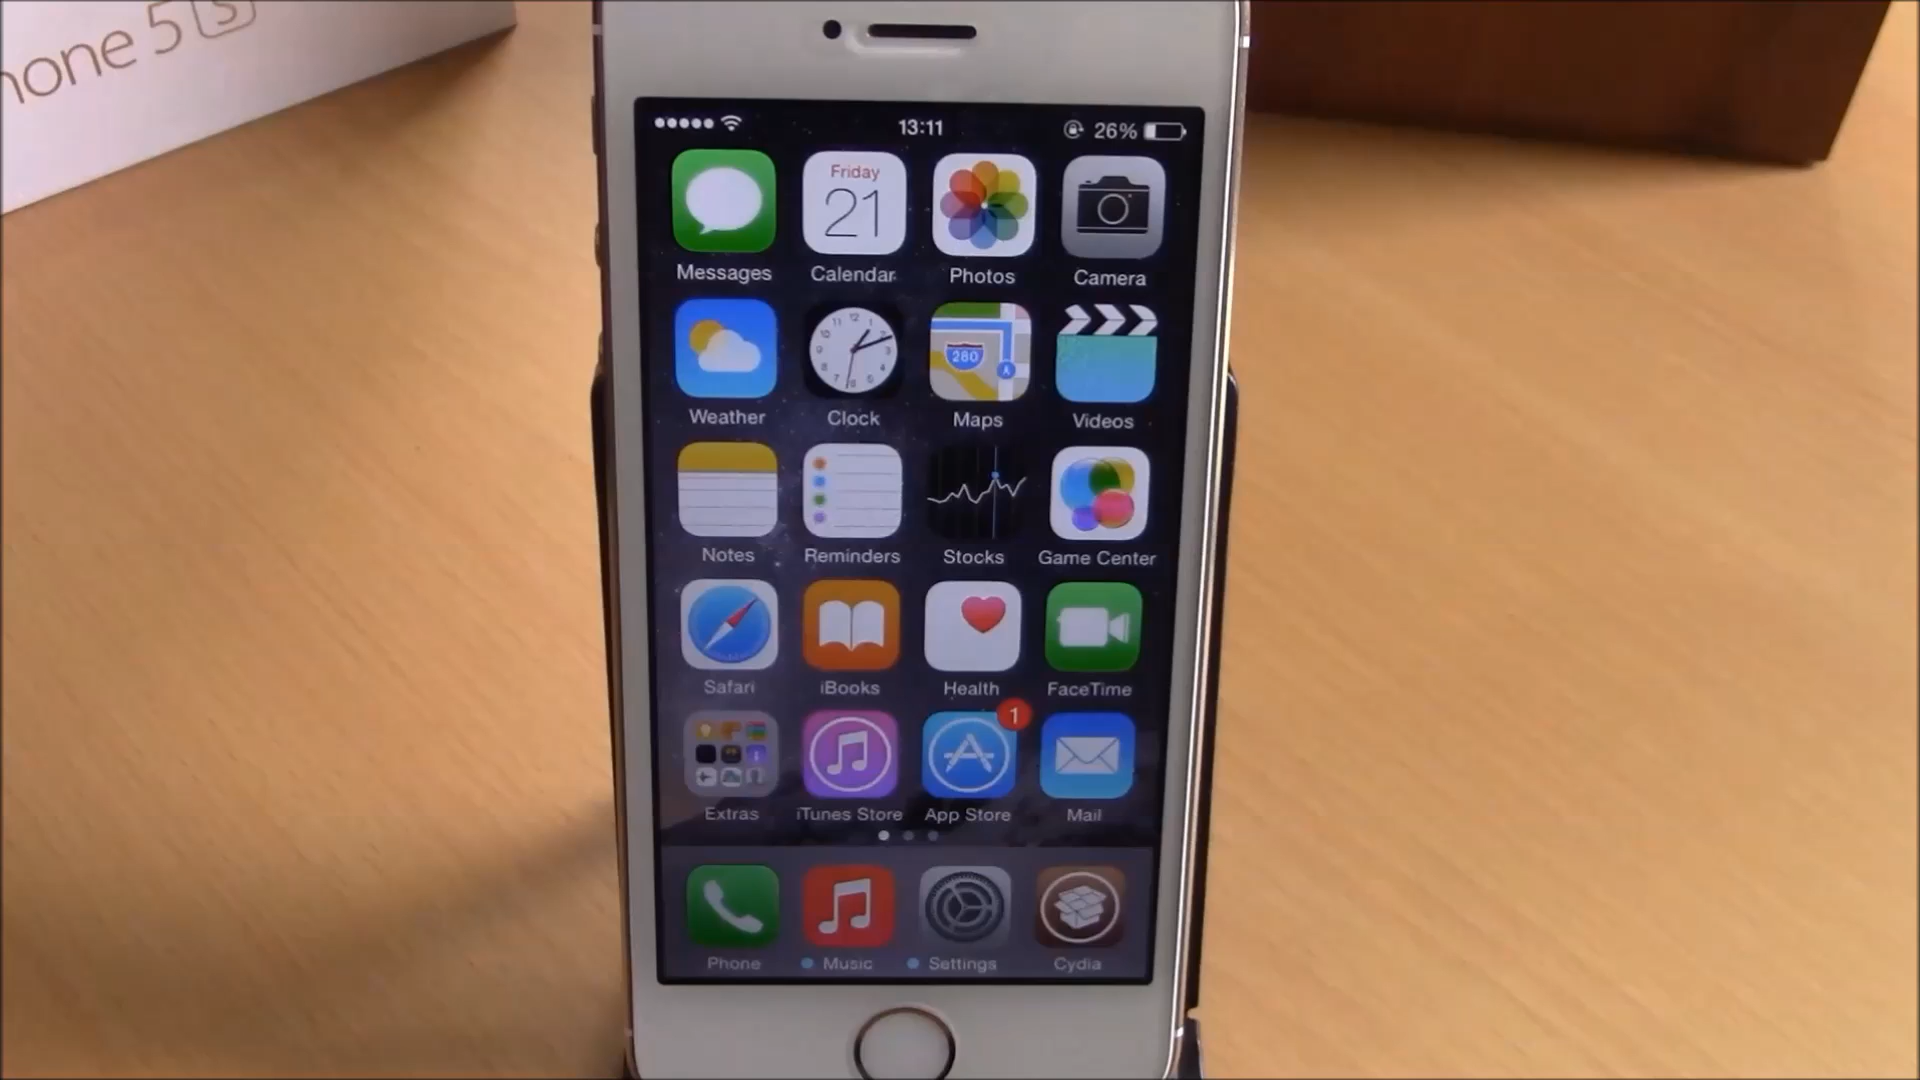 hone 5s
13:11 26%
Friday
21
Messages Calendar Photos Camera
280
Weather Clock Maps Videos
Notes Reminders Stocks Game Center
Safari iBooks Health FaceTime
1
Extras iTunes Store App Store Mail
Phone Music Settings Cydia